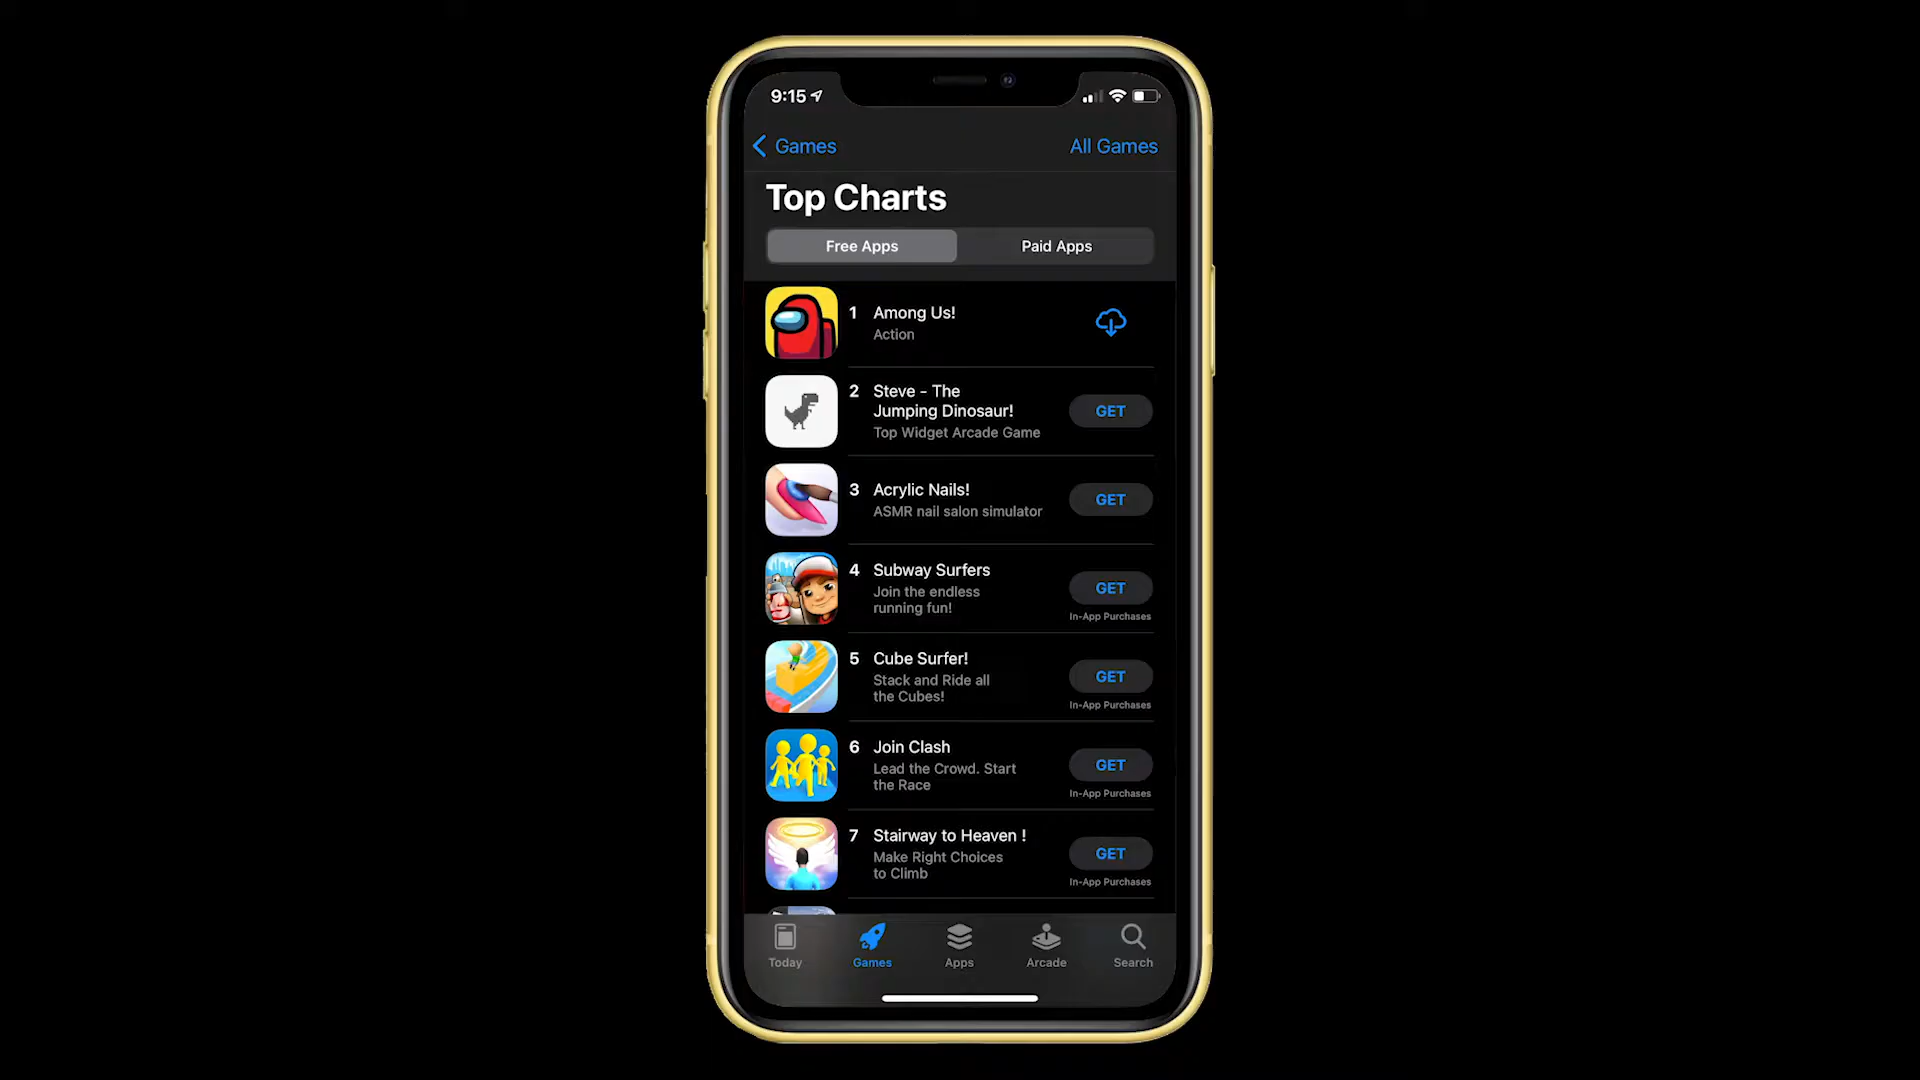 9:15
Games
All Games
Top Charts
Free Apps
Paid Apps
1 Among Us!
Action
2 Steve - The
Jumping Dinosaur!
Top Widget Arcade Game
GET
3 Acrylic Nails!
ASMR nail salon simulator
GET
4 Subway Surfers
Join the endless
running fun!
GET
In-App Purchases
5 Cube Surfer!
Stack and Ride all
the Cubes!
GET
In-App Purchases
6 Join Clash
Lead the Crowd. Start
the Race
GET
In-App Purchases
7 Stairway to Heaven !
Make Right Choices
to Climb
GET
In-App Purchases
Today
Games
Apps
Arcade
Search